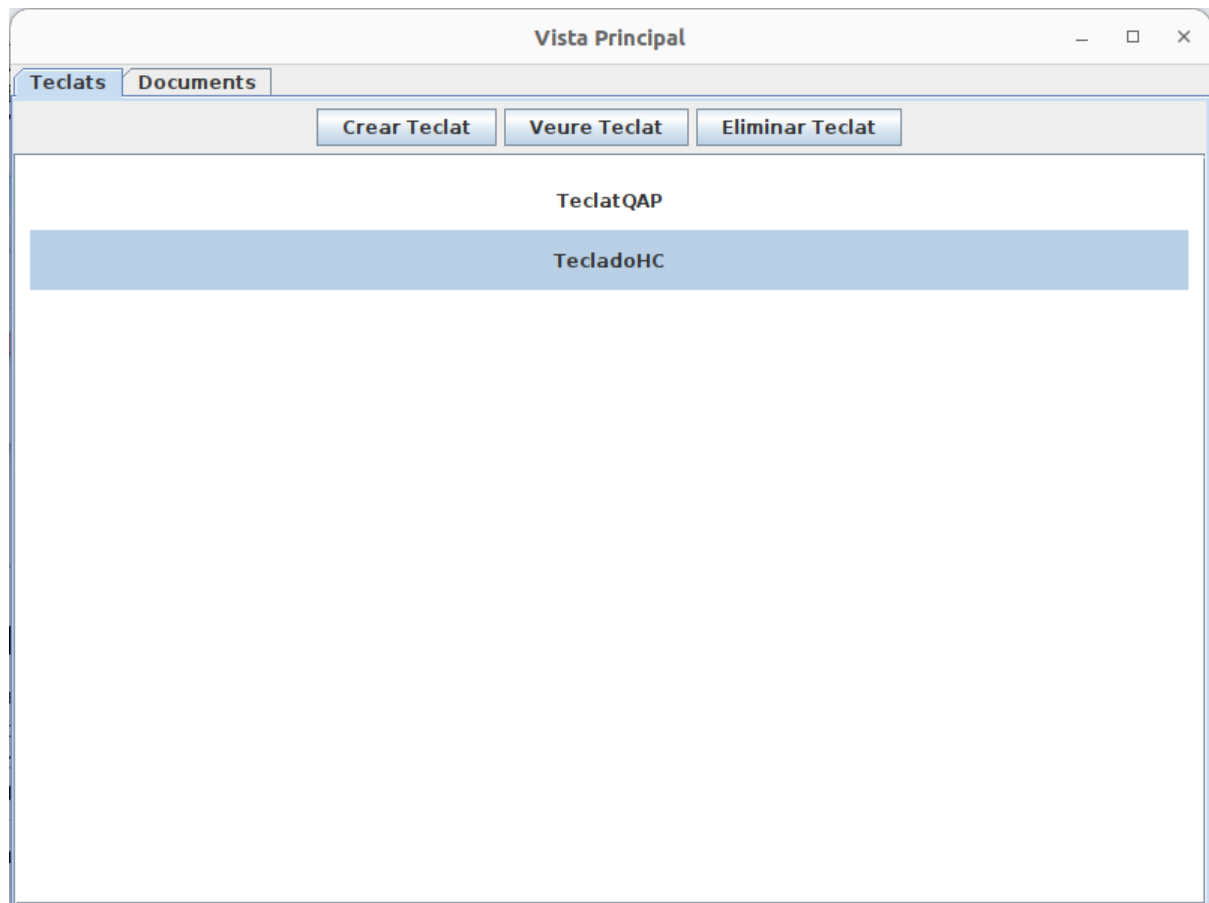 Vista Principal
Teclats Documents
Crear Teclat Veure Teclat Eliminar Teclat
TeclatQAP
TecladoHC